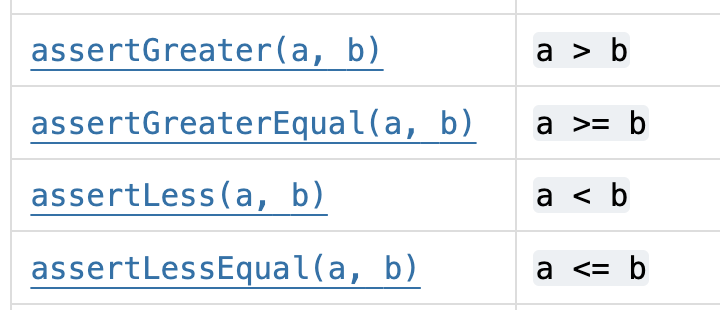 assertGreater(a, b) a > b
assertGreaterEqual(a, b) a >= b
assertLess(a, b) a < b
assertLessEqual(a, b) a <= b